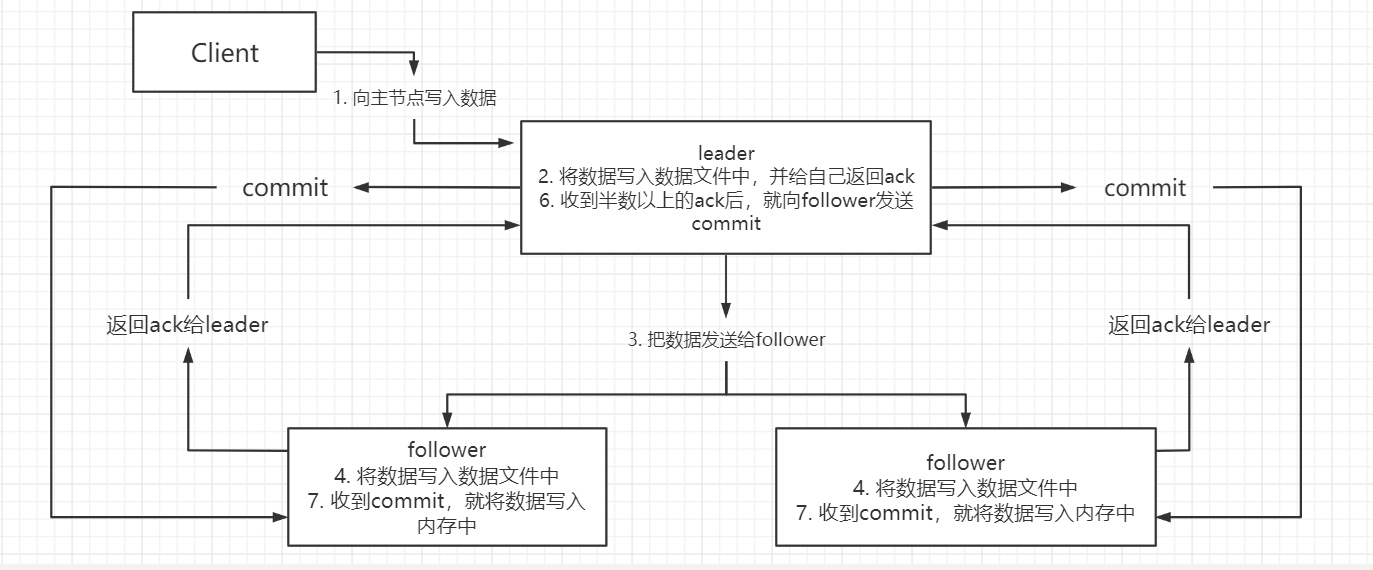 Client
1. 向主节点写入数据
leader
2. 将数据写入数据文件中，并给自己返回ack
6. 收到半数以上的ack后，就向follower发送
commit
commit
commit
返回ack给leader
返回ack给leader
3. 把数据发送给follower
follower
4. 将数据写入数据文件中
7. 收到commit，就将数据写入
内存中
follower
4. 将数据写入数据文件中
7. 收到commit，就将数据写入内存中